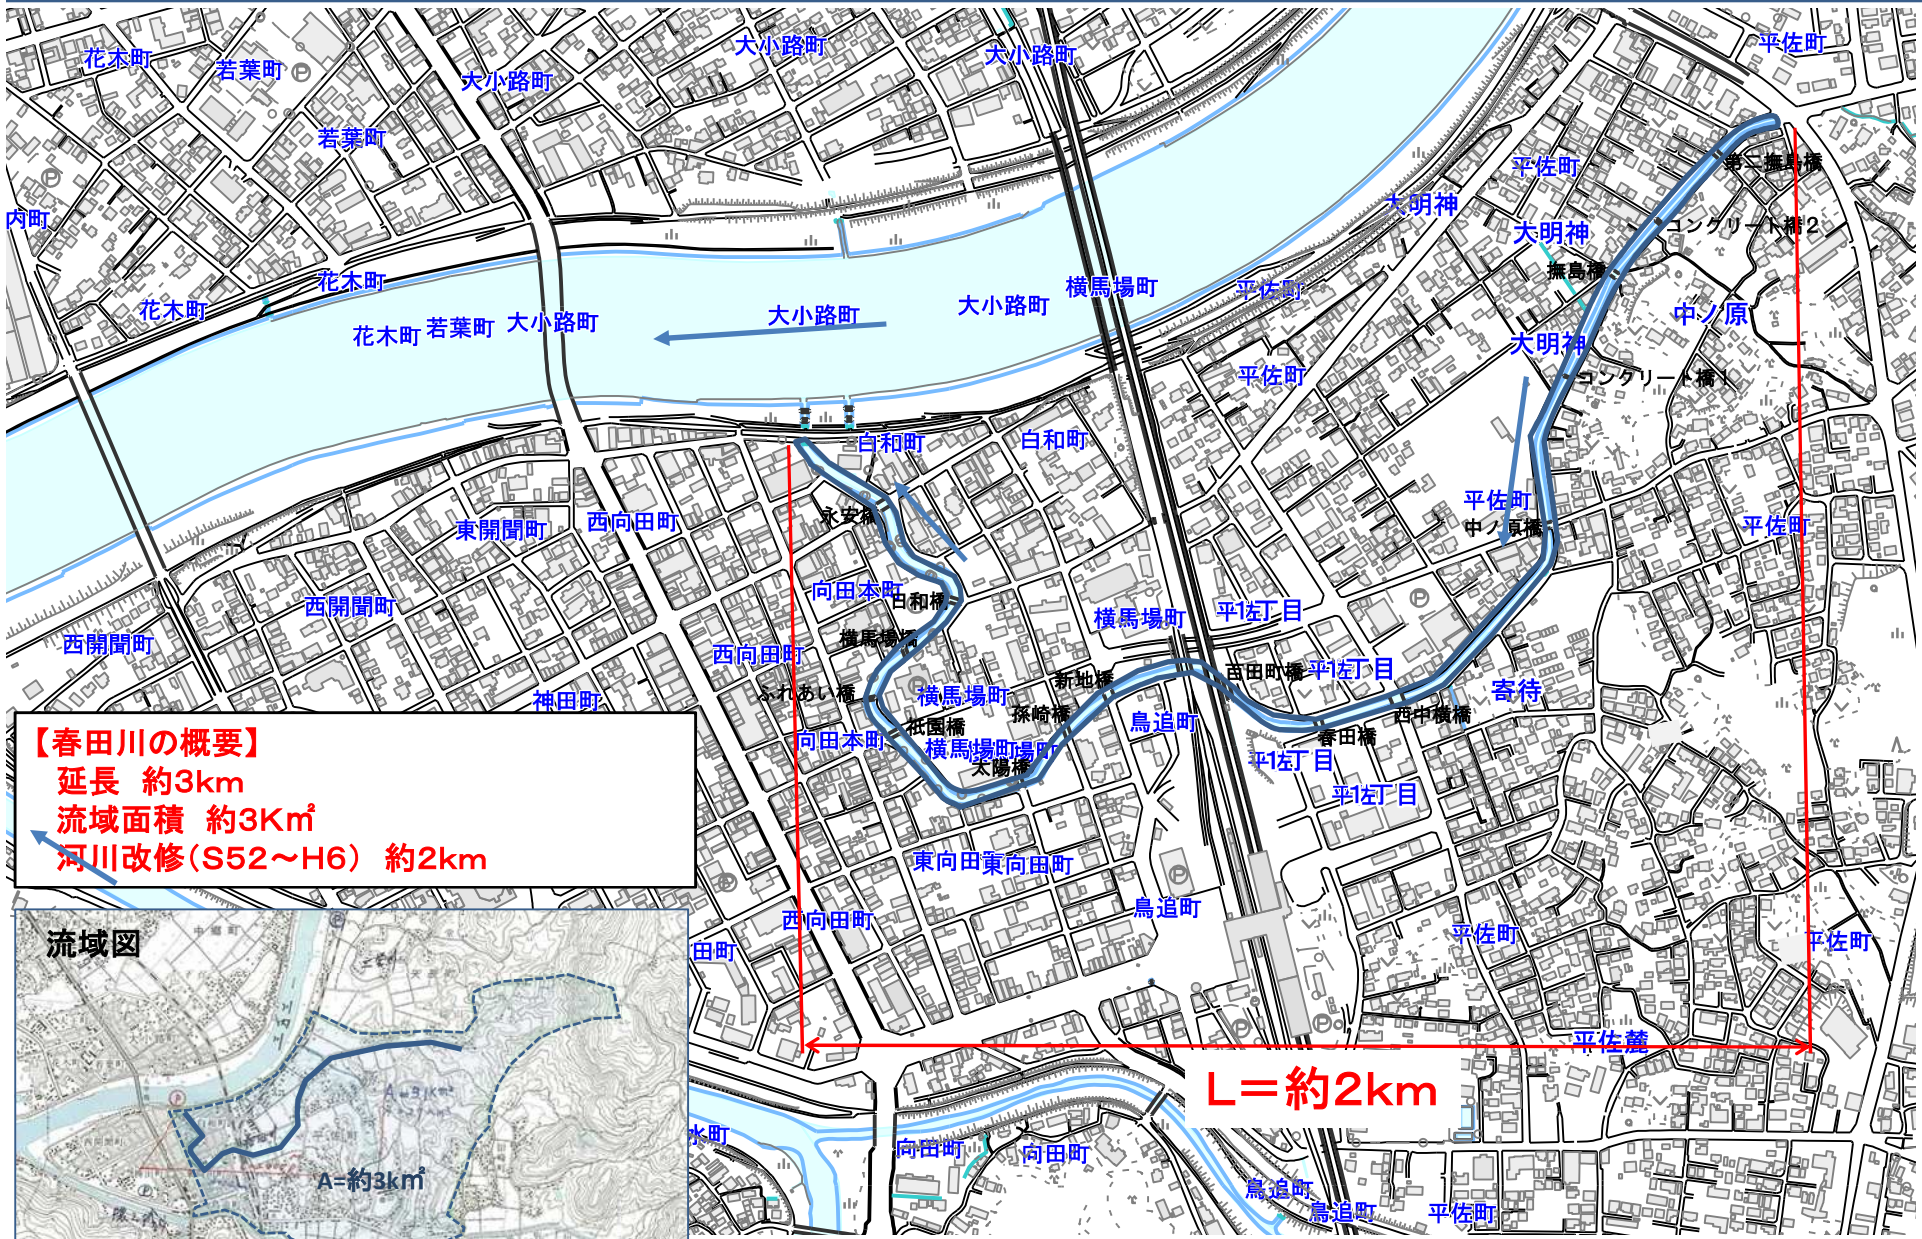 花木町
若葉町
大小路町
大小路町
大小路町
平佐町
若葉町
平佐町
第二撫島橋
大明神
内町
大明神
コンクリート橋2
撫島橋
花木町
花木町
横馬場町
平佐町
大小路町
大小路町
中ノ原
花木町
若葉町
大小路町
大明神
平佐町
コンクリート橋1
白和町
白和町
東開聞町
西向田町
永安橋
平佐町
中ノ原橋
平佐町
向田本町
日和橋
西開聞町
横馬場町
平佐1丁目
西開聞町
横馬場橋
西向田町
ふれあい橋
横馬場町
新地橋
百田町橋
平佐1丁目
寄待
神田町
孫崎橋
鳥追町
西中横橋
向田本町
祇園橋
横馬場町
場町
太陽橋
春田橋
平佐1丁目
平佐1丁目
【春田川の概要】
延長 約3km
流域面積 約3K㎡
河川改修(S52~H6) 約2km
東向田
東向田町
鳥追町
西向田町
田町
平佐町
平佐町
平佐麓
L=約2km
流域図
中郷町
A=約3k㎡
水町
向田町
向田町
鳥追町
鳥追町
平佐町